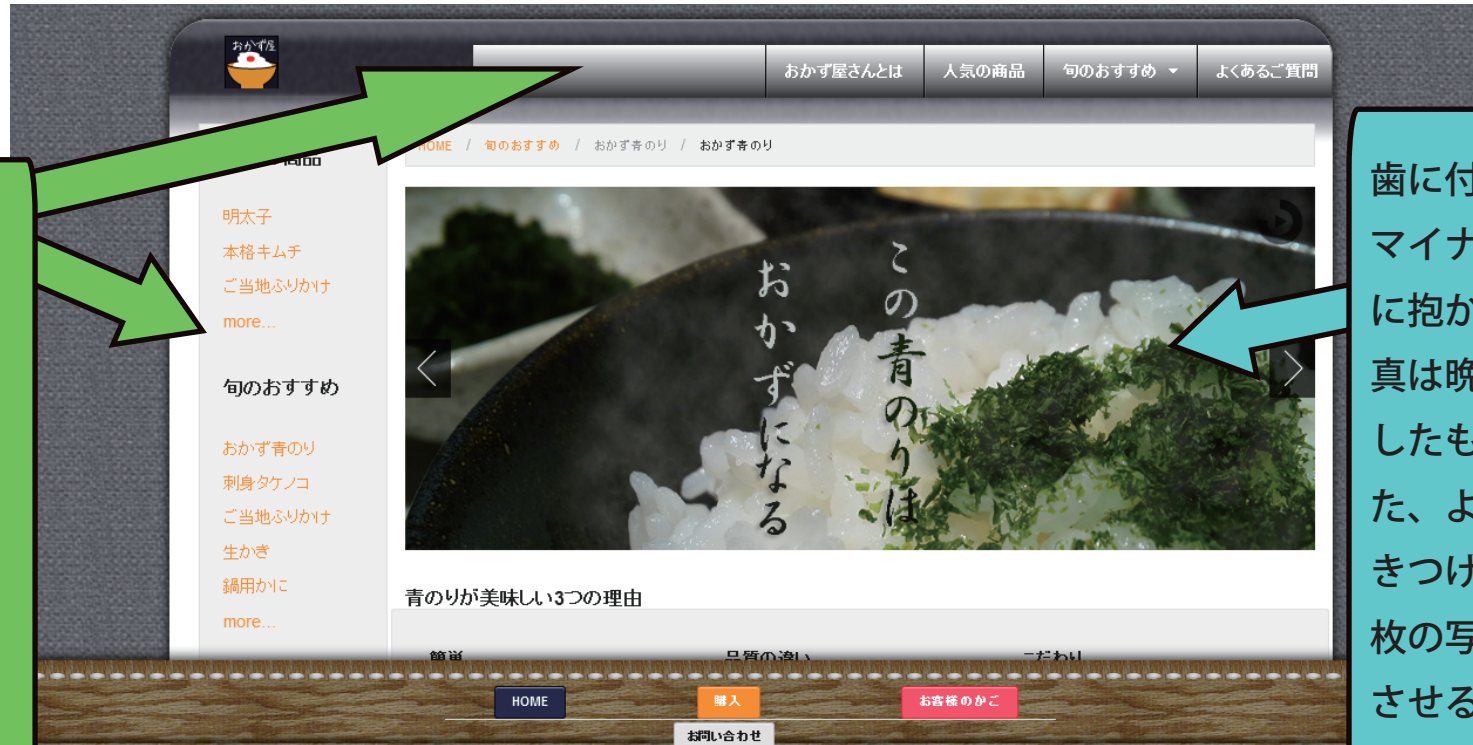 おかず屋
おかず屋さんとは
人気の商品
旬のおすすめ
よくあるご質問
HOME / 旬のおすすめ / おかず青のり / おかず青のり
商品
明太子
本格キムチ
ご当地ふりかけ
more...
旬のおすすめ
おかず青のり
刺身タケノコ
ご当地ふりかけ
生かき
鍋用かに
more...
この青のりは
おかずになる
青のりが美味しい3つの理由
簡単
品質の違い
こだわり
HOME
購入
お客様のかご
お問い合わせ
歯に付
マイナ
に抱か
真は晩
したも
た、よ
きつけ
枚の写
させる